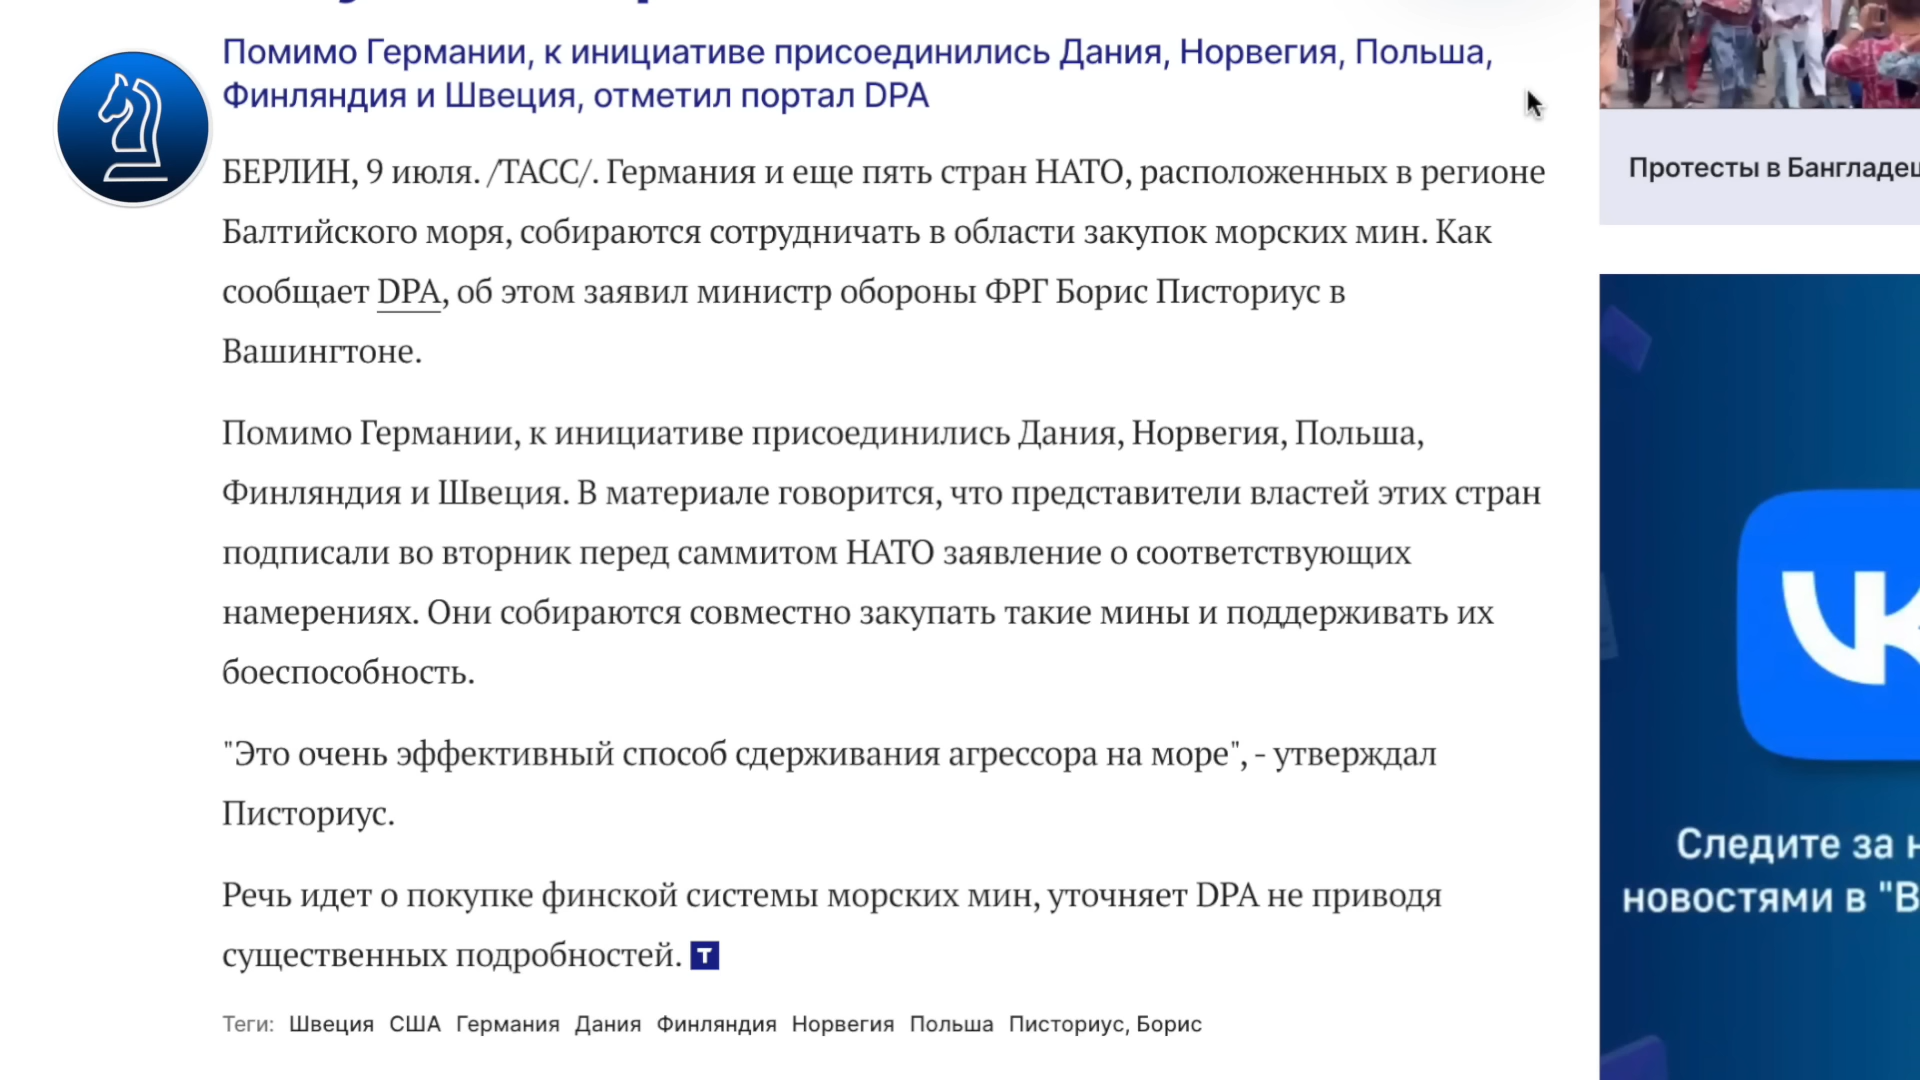 Помимо Германии, к инициативе присоединились Дания, Норвегия, Польша,
Финляндия и Швеция, отметил портал DPA
БЕРЛИН, 9 июля. /ТАСС/. Германия и еще пять стран НАТО, расположенных в регионе
Балтийского моря, собираются сотрудничать в области закупок морских мин. Как
сообщает DPA, об этом заявил министр обороны ФРГ Борис Писториус в
Вашингтоне.
Помимо Германии, к инициативе присоединились Дания, Норвегия, Польша,
Финляндия и Швеция. В материале говорится, что представители властей этих стран
подписали во вторник перед саммитом НАТО заявление о соответствующих
намерениях. Они собираются совместно закупать такие мины и поддерживать их
боеспособность.
"Это очень эффективный способ сдерживания агрессора на море", - утверждал
Писториус.
Речь идет о покупке финской системы морских мин, уточняет DPA не приводя
существенных подробностей. Т
Теги: Швеция США Германия Дания Финляндия Норвегия Польша Писториус, Борис
Протесты в
VK
Следите за
новостями в